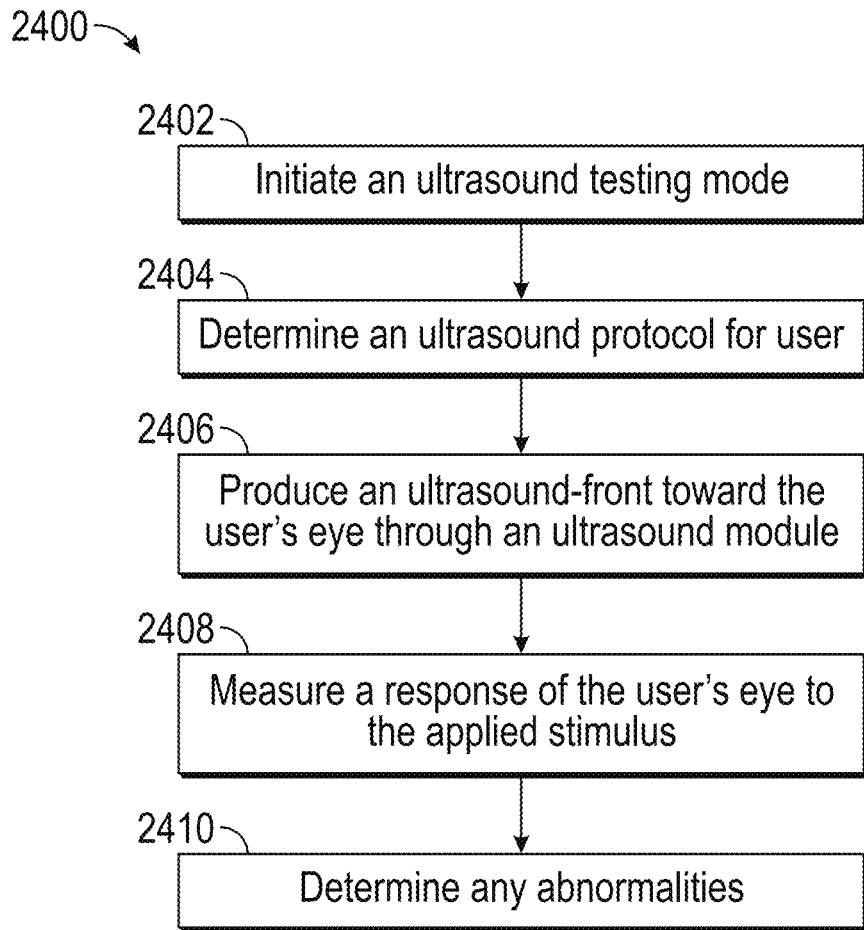 2400
2402
Initiate an ultrasound testing mode
2404
Determine an ultrasound protocol for user
2406
Produce an ultrasound-front toward the
user's eye through an ultrasound module
2408
Measure a response of the user's eye to
the applied stimulus
2410
Determine any abnormalities